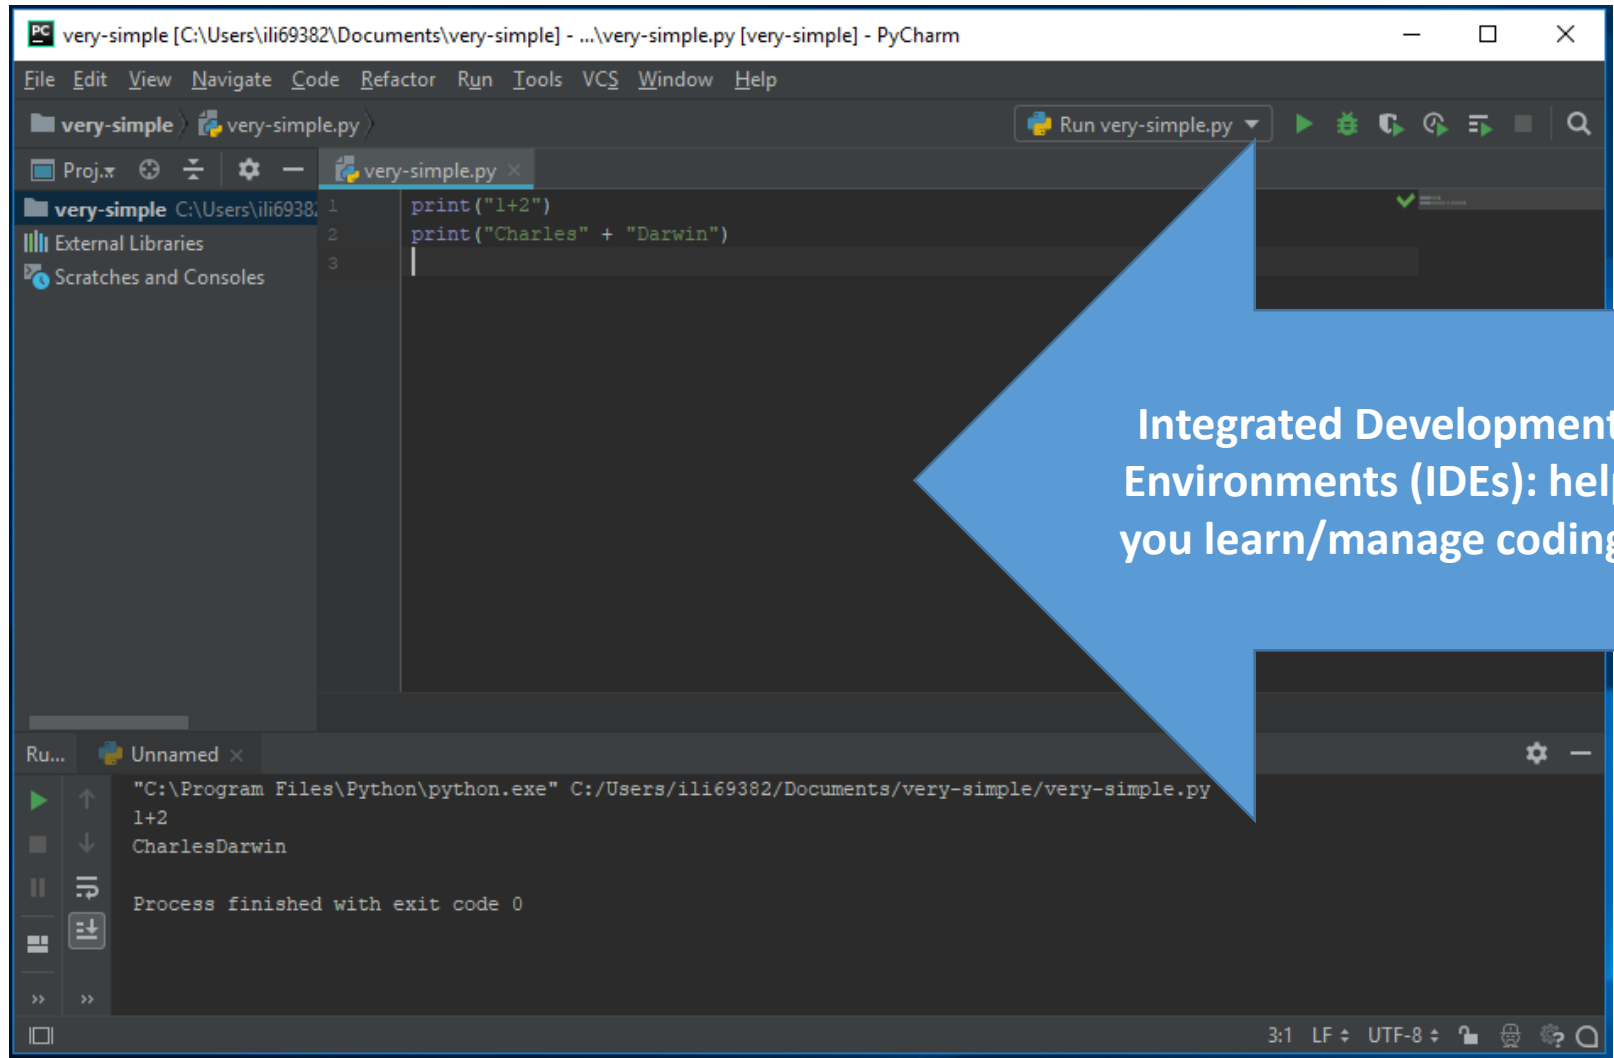 PC very-simple [C:\Users\ili69382\Documents\very-simple] - ...\very-simple.py [very-simple] - PyCharm
File Edit View Navigate Code Refactor Run Tools VCS Window Help
very-simple very-simple.py Run very-simple.py
Proj. very-simple.py
very-simple C:\Users\ili6938
External Libraries
Scratches and Consoles
1 print("1+2")
2 print("Charles" + "Darwin")
3
Integrated Development
Environments (IDEs): help
you learn/manage coding
Ru... Unnamed
"C:\Program Files\Python\python.exe" C:/Users/ili69382/Documents/very-simple/very-simple.py
1+2
CharlesDarwin
Process finished with exit code 0
3:1 LF UTF-8